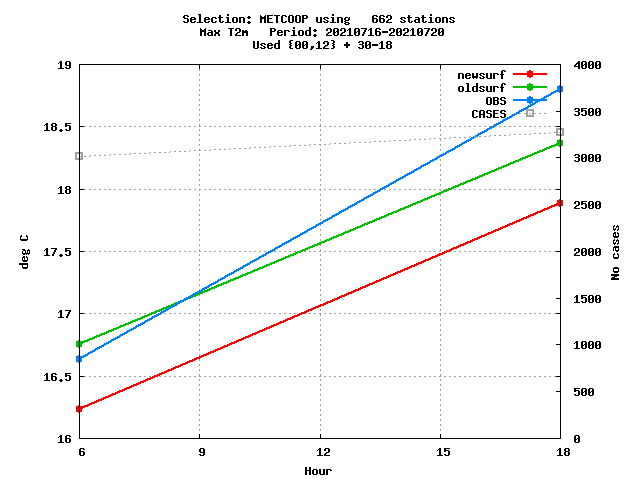 Selection: METCOOP using   662 stations
Max T2m   Period: 20210716-20210720
Used {00,12} + 30-18
newsurf
oldsurf
OBS
CASES
deg C
19
18.5
18
17.5
17
16.5
16
4000
3500
3000
2500
2000
1500
1000
500
0
No cases
6 9 12 15 18
Hour